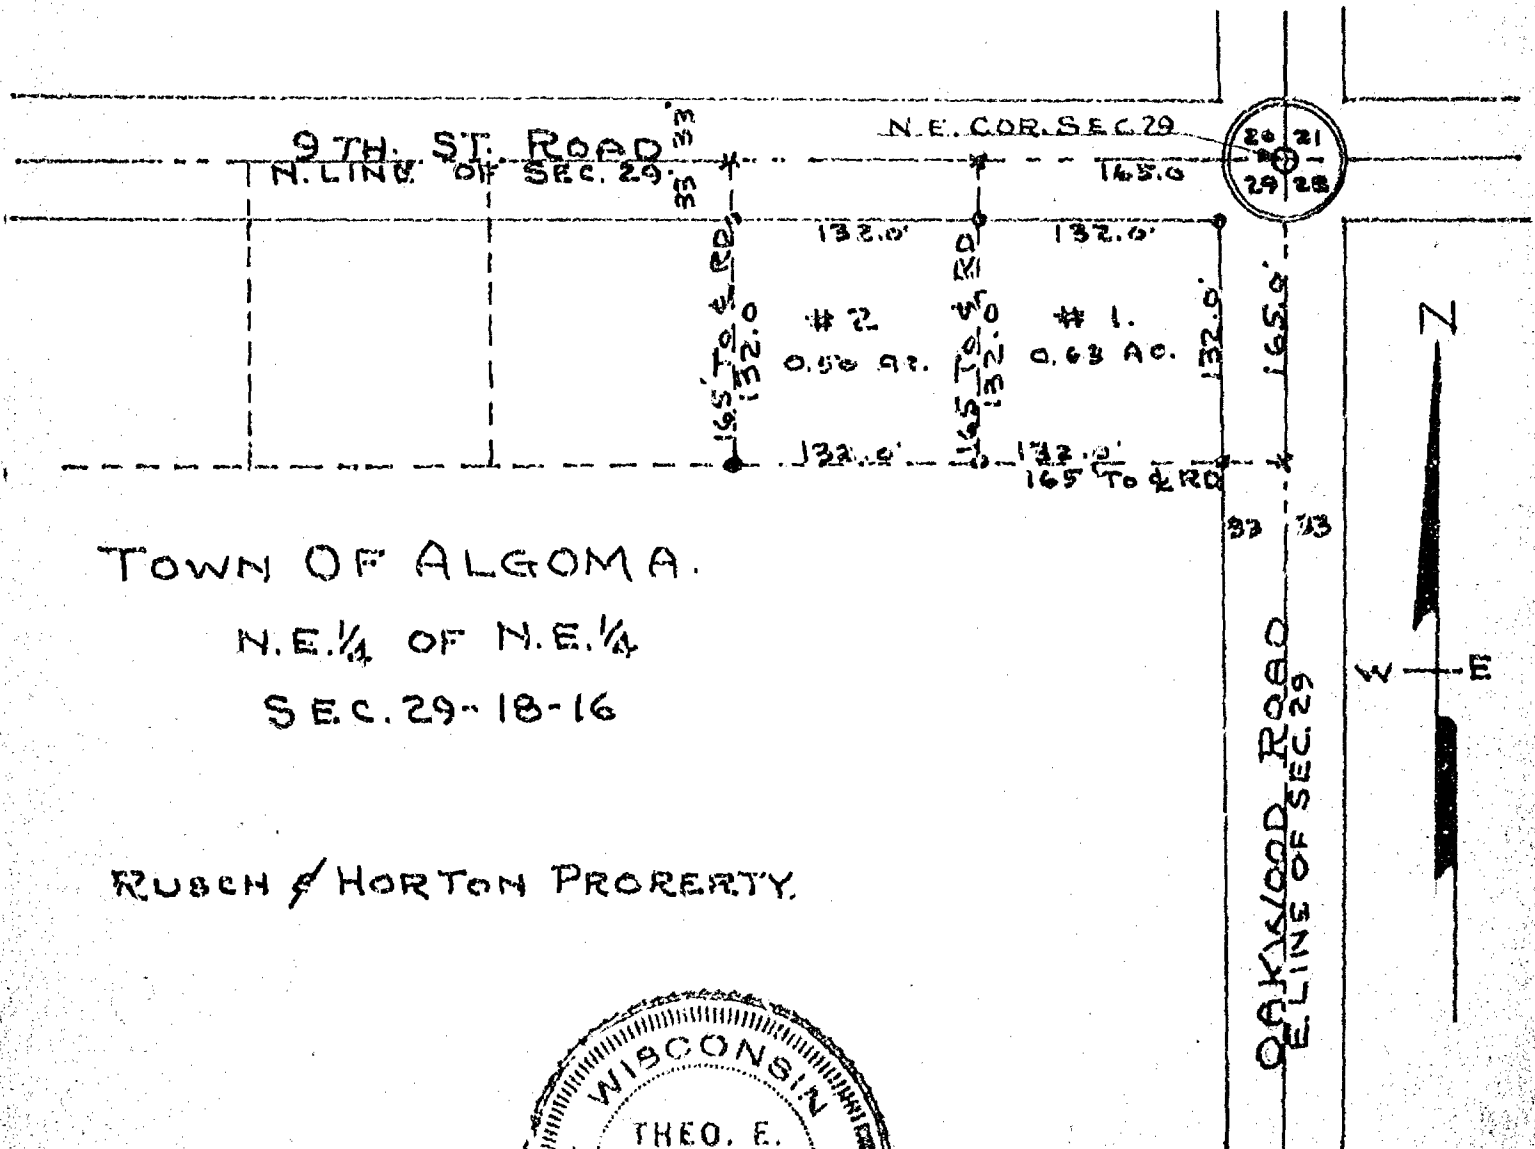 N.E. COR. SEC 29
20 21
29 28
9TH. ST. ROAD
N. LINE OF SEC. 29.
33 33'
165.0
132.0'
132.0'
165' TO ℄ RD
132.0
# 2
0.50 Ac.
165 TO ℄ RD
132.0
# 1.
0.63 AC.
132.0'
165.0'
132.0'
132.0'
165 TO ℄ RD
33 33
N
W E
TOWN OF ALGOMA.
N.E.¼ OF N.E.¼
SEC. 29-18-16
RUSCH & HORTON PRORERTY.
OAKWOOD ROAD
E. LINE OF SEC. 29
WISCONSIN
THEO. E.